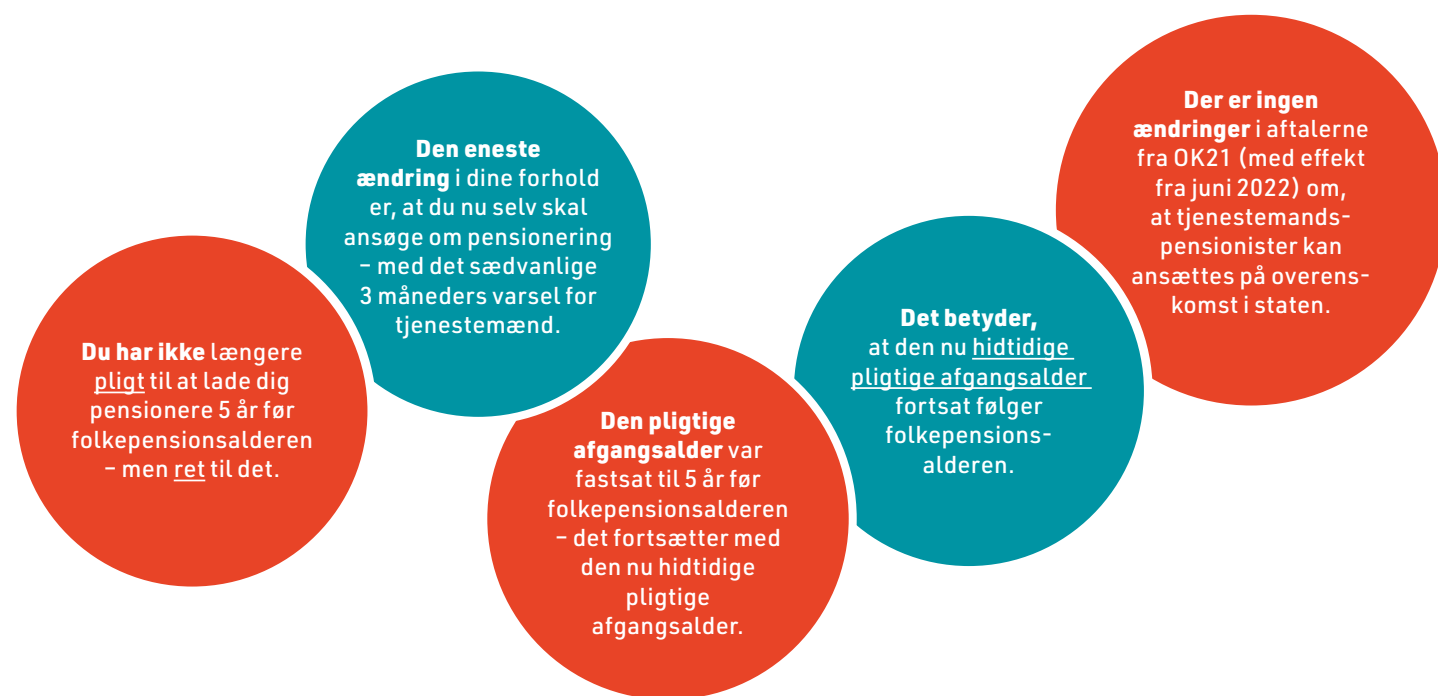 Du har ikke længere
pligt til at lade dig
pensionere 5 år før
folkepensionsalderen
– men ret til det.
Den eneste
ændring i dine forhold
er, at du nu selv skal
ansøge om pensionering
– med det sædvanlige
3 måneders varsel for
tjenestemænd.
Den pligtige
afgangsalder var
fastsat til 5 år før
folkepensionsalderen
– det fortsætter med
den nu hidtidige
pligtige
afgangsalder.
Det betyder,
at den nu hidtidige
pligtige afgangsalder
fortsat følger
folkepensions-
alderen.
Der er ingen
ændringer i aftalerne
fra OK21 (med effekt
fra juni 2022) om,
at tjenestemands-
pensionister kan
ansættes på overens-
komst i staten.